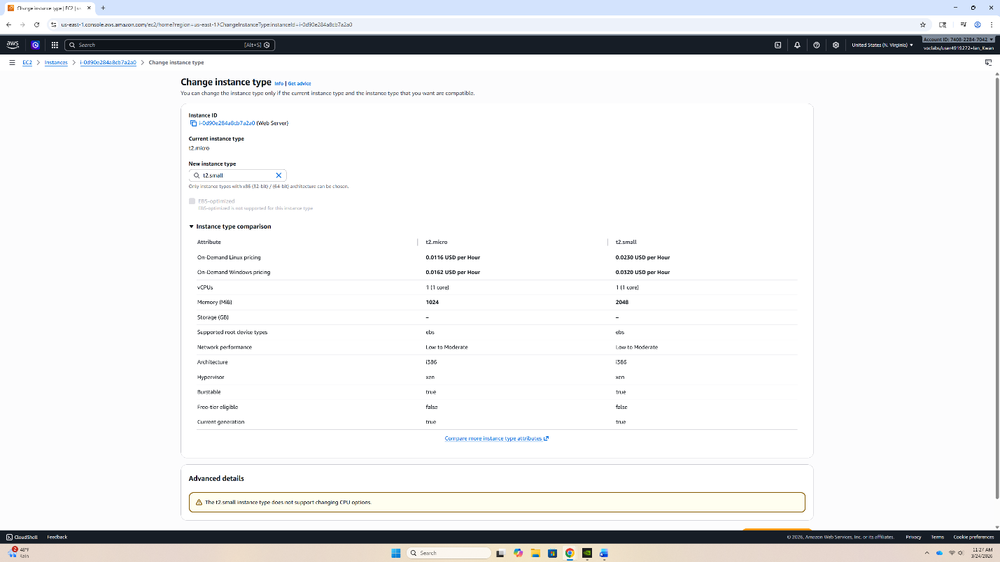 Change instance type | EC2 | us
us-east-1.console.aws.amazon.com/ec2/home?region=us-east-1#ChangeInstanceType:instanceId=i-0d90e284a8cb7a2a0
aws
Search [Alt+S]
United States (N. Virginia)
Account ID: 7408-2284-7042
voclabs/user4919272=Ian_Kwan
EC2 Instances i-0d90e284a8cb7a2a0 Change instance type
Change instance type Info | Get advice
You can change the instance type only if the current instance type and the instance type that you want are compatible.
Instance ID
i-0d90e284a8cb7a2a0 (Web Server)
Current instance type
t2.micro
New instance type
t2.small
Only instance types with x86 (32-bit) / (64-bit) architecture can be chosen.
EBS-optimized
EBS-optimized is not supported for this instance type
Instance type comparison
Attribute t2.micro t2.small
On-Demand Linux pricing 0.0116 USD per Hour 0.0230 USD per Hour
On-Demand Windows pricing 0.0162 USD per Hour 0.0320 USD per Hour
vCPUs 1 (1 core) 1 (1 core)
Memory (MiB) 1024 2048
Storage (GB) – –
Supported root device types ebs ebs
Network performance Low to Moderate Low to Moderate
Architecture i386 i386
Hypervisor xen xen
Burstable true true
Free-tier eligible false false
Current generation true true
Compare more instance type attributes
Advanced details
The t2.small instance type does not support changing CPU options.
CloudShell Feedback © 2026, Amazon Web Services, Inc. or its affiliates. Privacy Terms Cookie preferences
2
48°F
Rain
Search
11:27 AM
3/24/2026